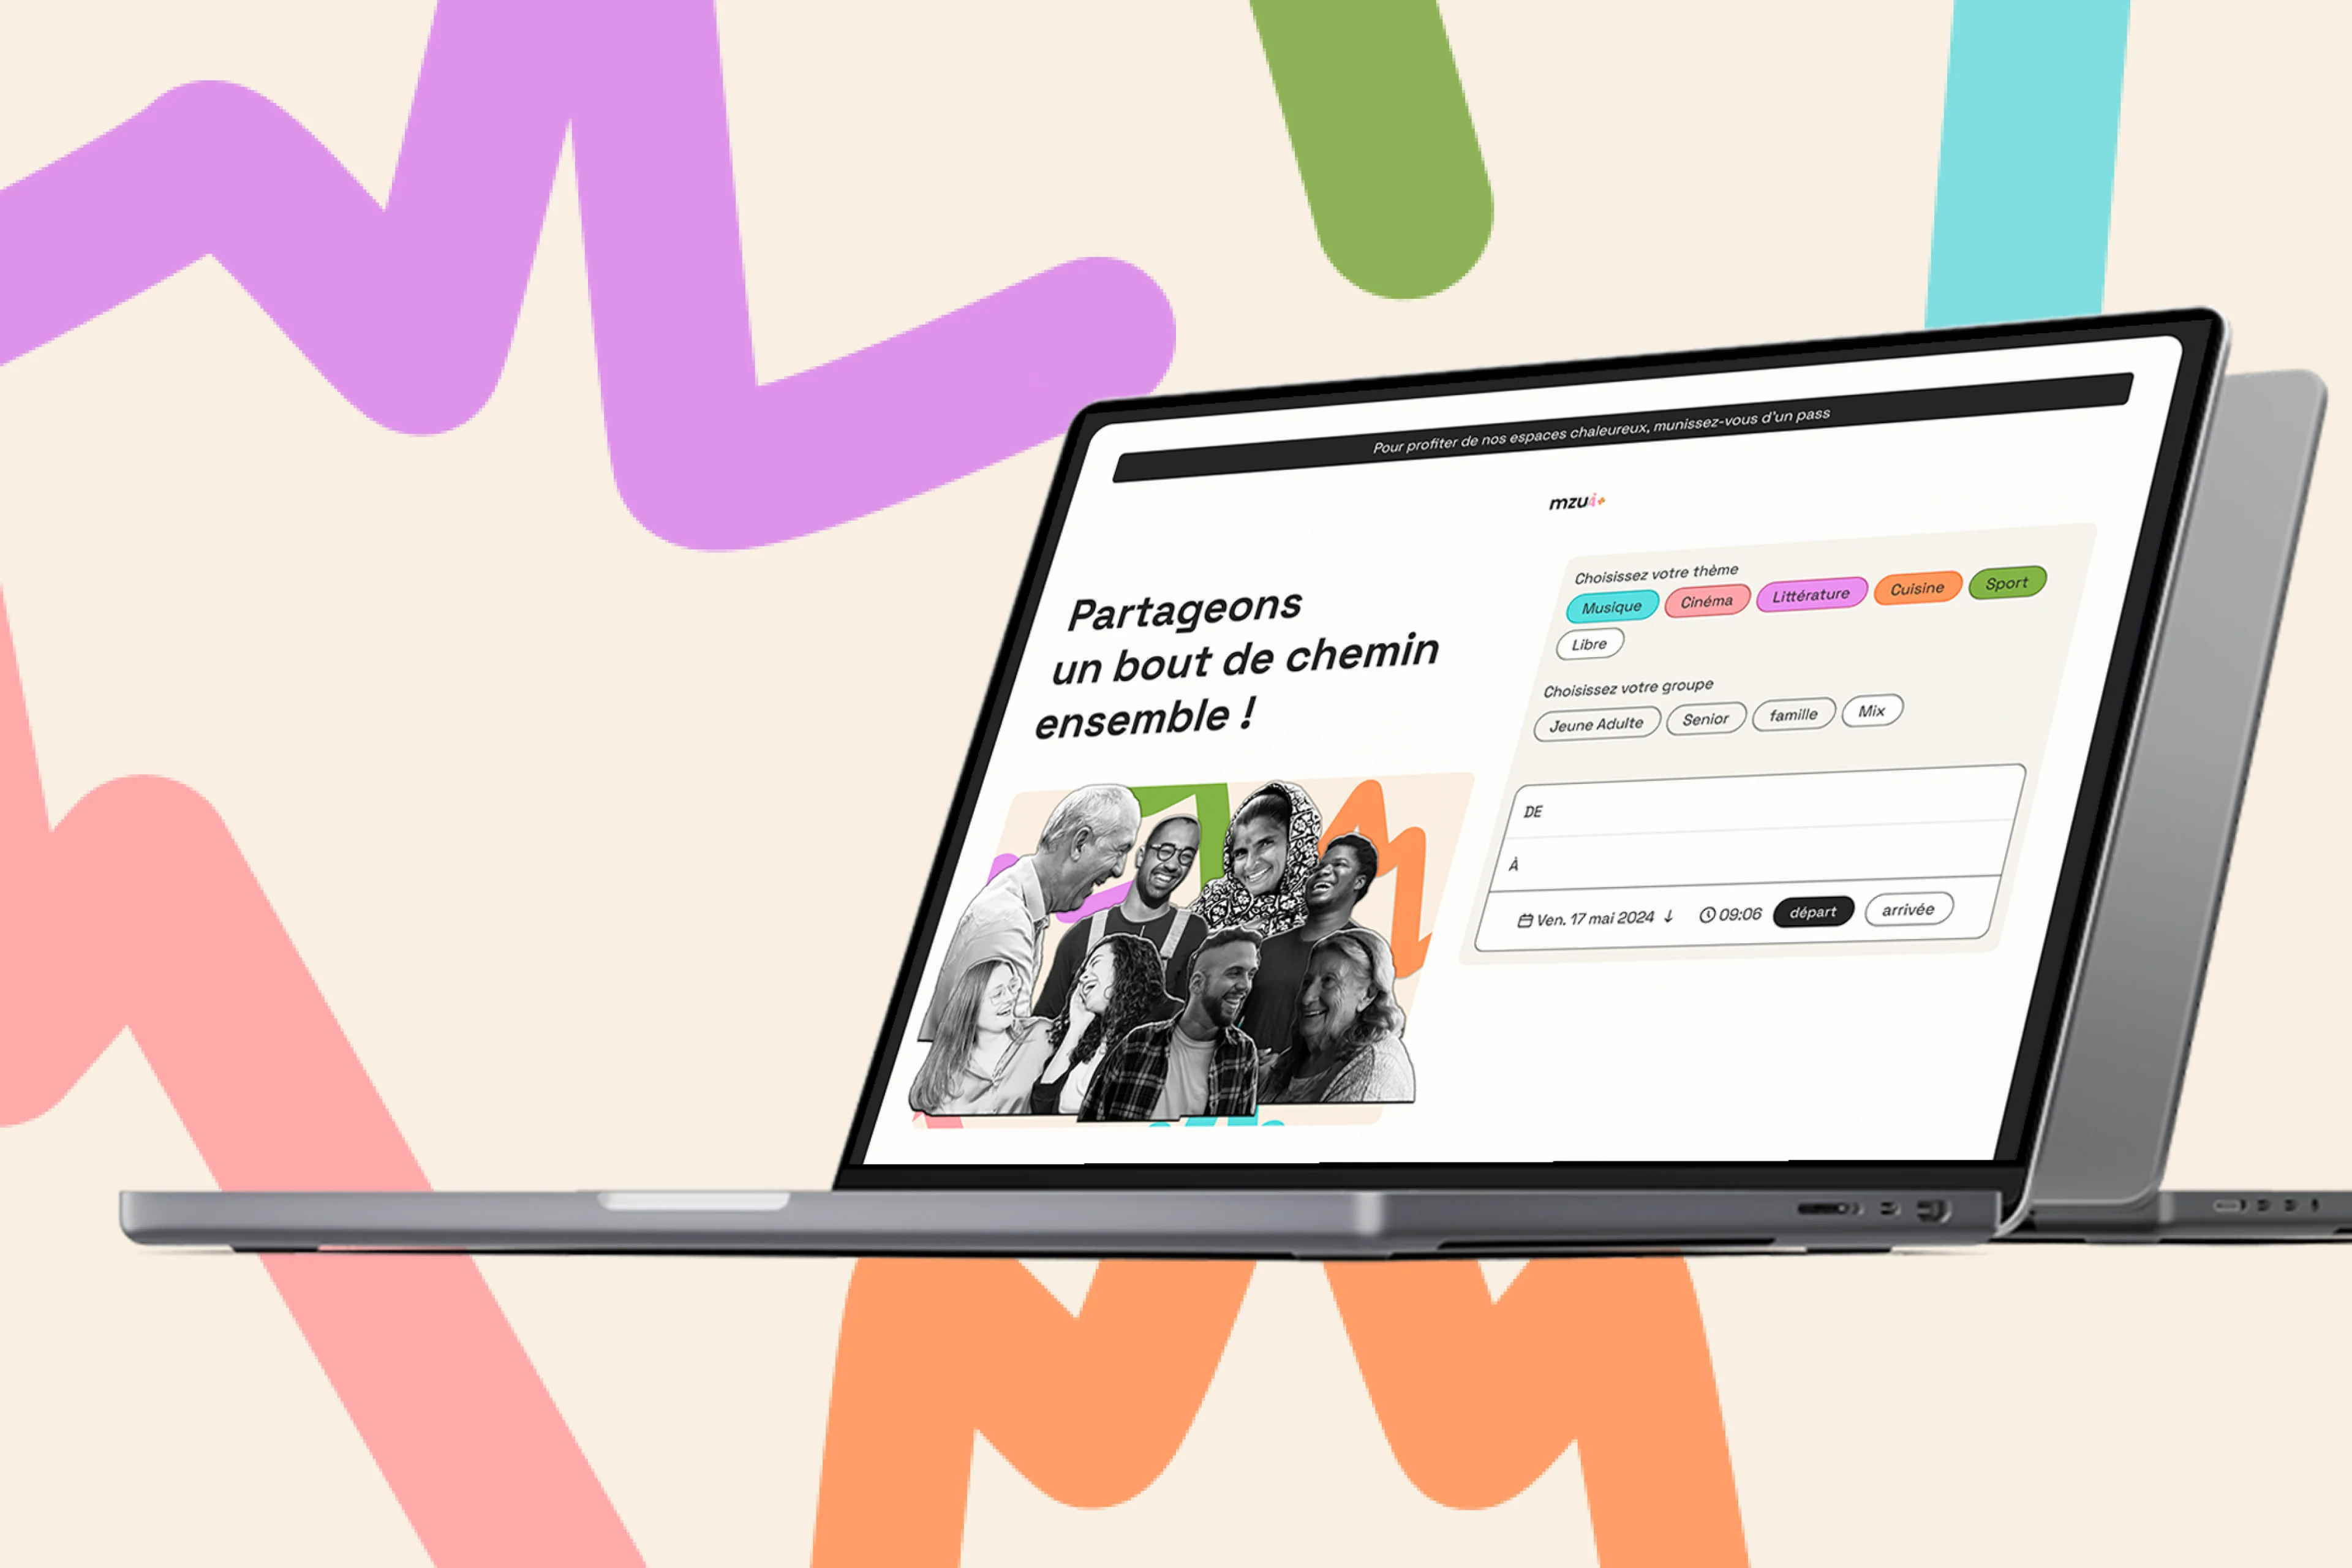 Pour profiter de nos espaces chaleureux, munissez-vous d'un pass
mzui+
Partageons
un bout de chemin
ensemble !
Choisissez votre thème
Musique Cinéma Littérature Cuisine Sport
Libre
Choisissez votre groupe
Jeune Adulte Senior famille Mix
DE
À
Ven. 17 mai 2024 ↓ 09:06 départ arrivée